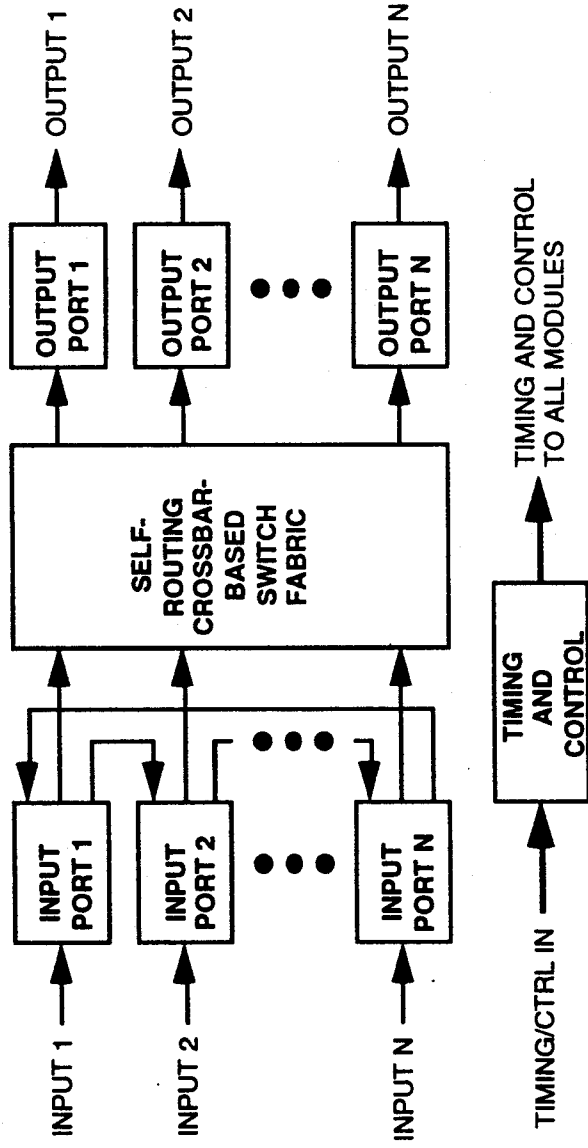 INPUT 1
INPUT
PORT 1
OUTPUT
PORT 1
OUTPUT 1
INPUT 2
INPUT
PORT 2
OUTPUT
PORT 2
OUTPUT 2
SELF-
ROUTING
CROSSBAR-
BASED
SWITCH
FABRIC
INPUT N
INPUT
PORT N
OUTPUT
PORT N
OUTPUT N
TIMING/CTRL IN
TIMING
AND
CONTROL
TIMING AND CONTROL
TO ALL MODULES